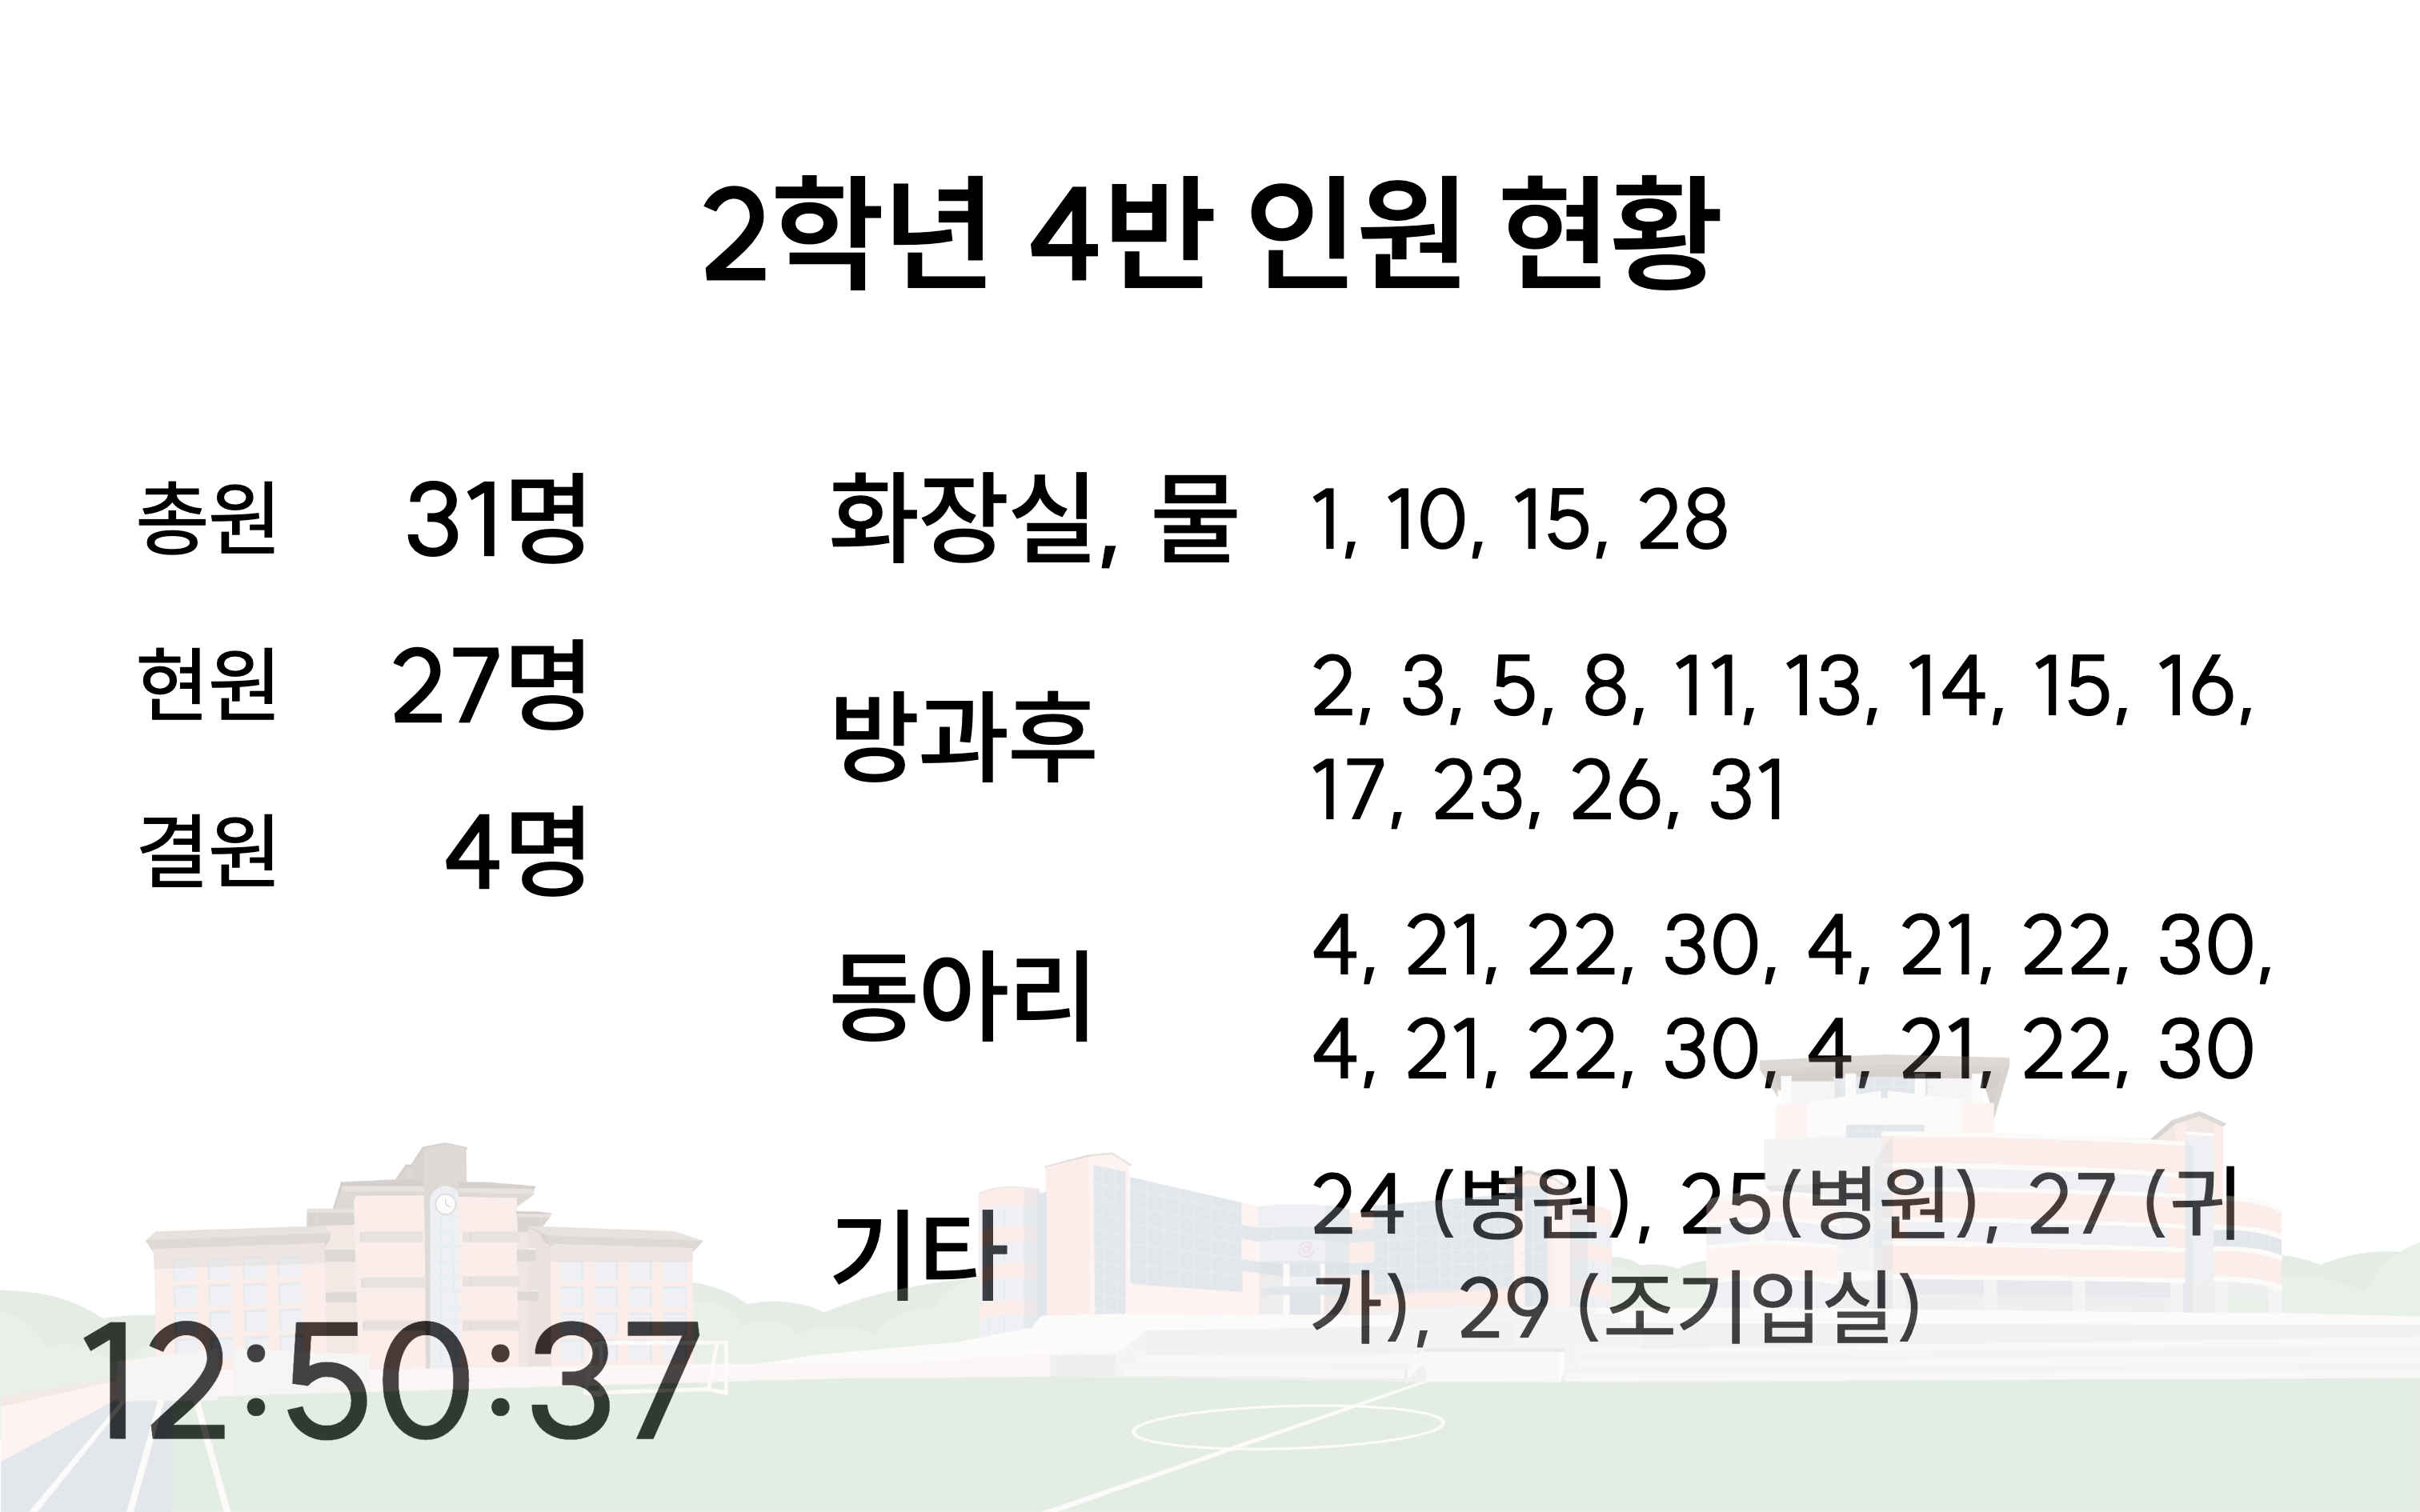 2학년 4반 인원 현황
총원 31명
현원 27명
결원 4명
화장실, 물 1, 10, 15, 28
방과후
2, 3, 5, 8, 11, 13, 14, 15, 16,
17, 23, 26, 31
동아리
4, 21, 22, 30, 4, 21, 22, 30,
4, 21, 22, 30, 4, 21, 22, 30
기타
24 (병원), 25(병원), 27 (귀
가), 29 (조기입실)
12:50:37